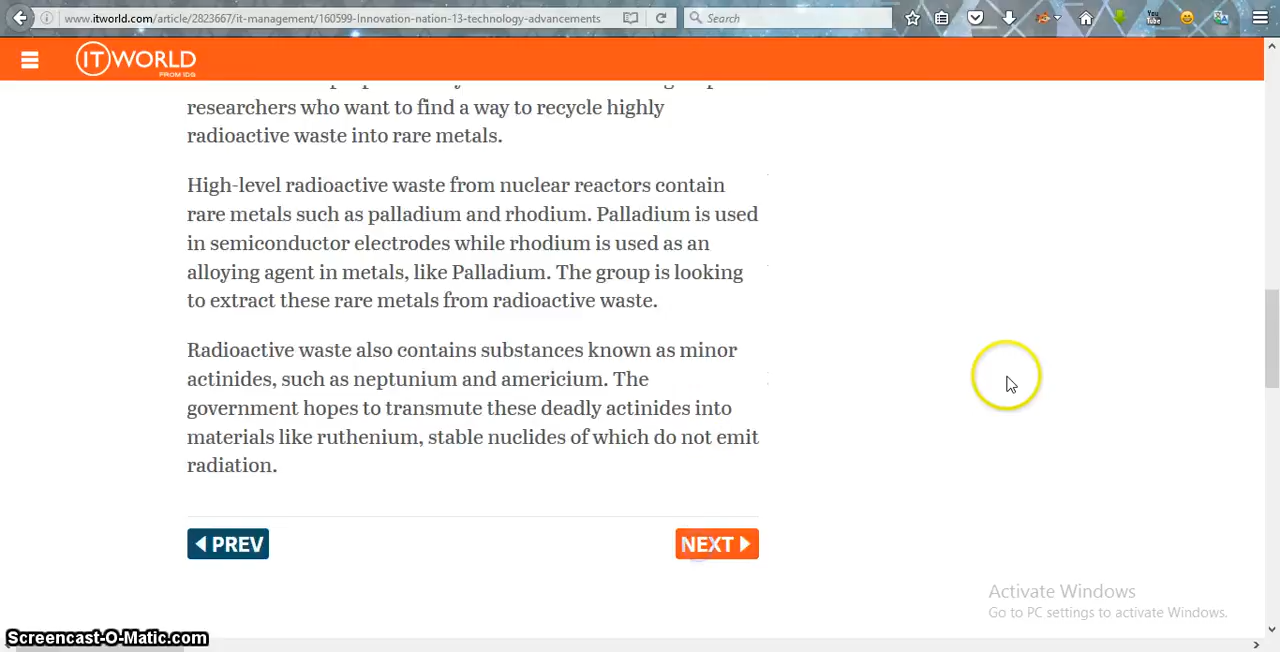 www.itworld.com/article/2823667/it-management/160599-Innovation-nation-13-technology-advancements
Search
You
Tube
ITWORLD
FROM IDG
researchers who want to find a way to recycle highly
radioactive waste into rare metals.
High-level radioactive waste from nuclear reactors contain
rare metals such as palladium and rhodium. Palladium is used
in semiconductor electrodes while rhodium is used as an
alloying agent in metals, like Palladium. The group is looking
to extract these rare metals from radioactive waste.
Radioactive waste also contains substances known as minor
actinides, such as neptunium and americium. The
government hopes to transmute these deadly actinides into
materials like ruthenium, stable nuclides of which do not emit
radiation.
PREV
NEXT
Activate Windows
Go to PC settings to activate Windows.
Screencast-O-Matic.com